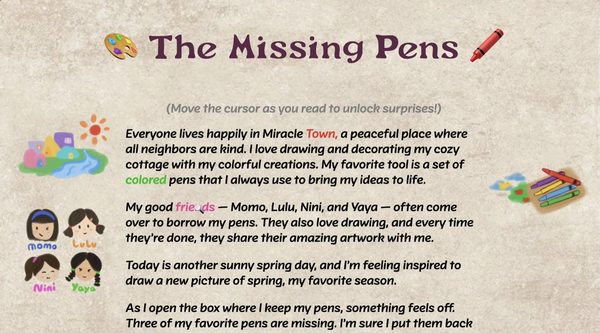 The Missing Pens
(Move the cursor as you read to unlock surprises!)
Everyone lives happily in Miracle Town, a peaceful place where
all neighbors are kind. I love drawing and decorating my cozy
cottage with my colorful creations. My favorite tool is a set of
colored pens that I always use to bring my ideas to life.
My good friends — Momo, Lulu, Nini, and Yaya — often come
over to borrow my pens. They also love drawing, and every time
they're done, they share their amazing artwork with me.
Momo
LuLu
Nini
Yaya
Today is another sunny spring day, and I'm feeling inspired to
draw a new picture of spring, my favorite season.
As I open the box where I keep my pens, something feels off.
Three of my favorite pens are missing. I'm sure I put them back